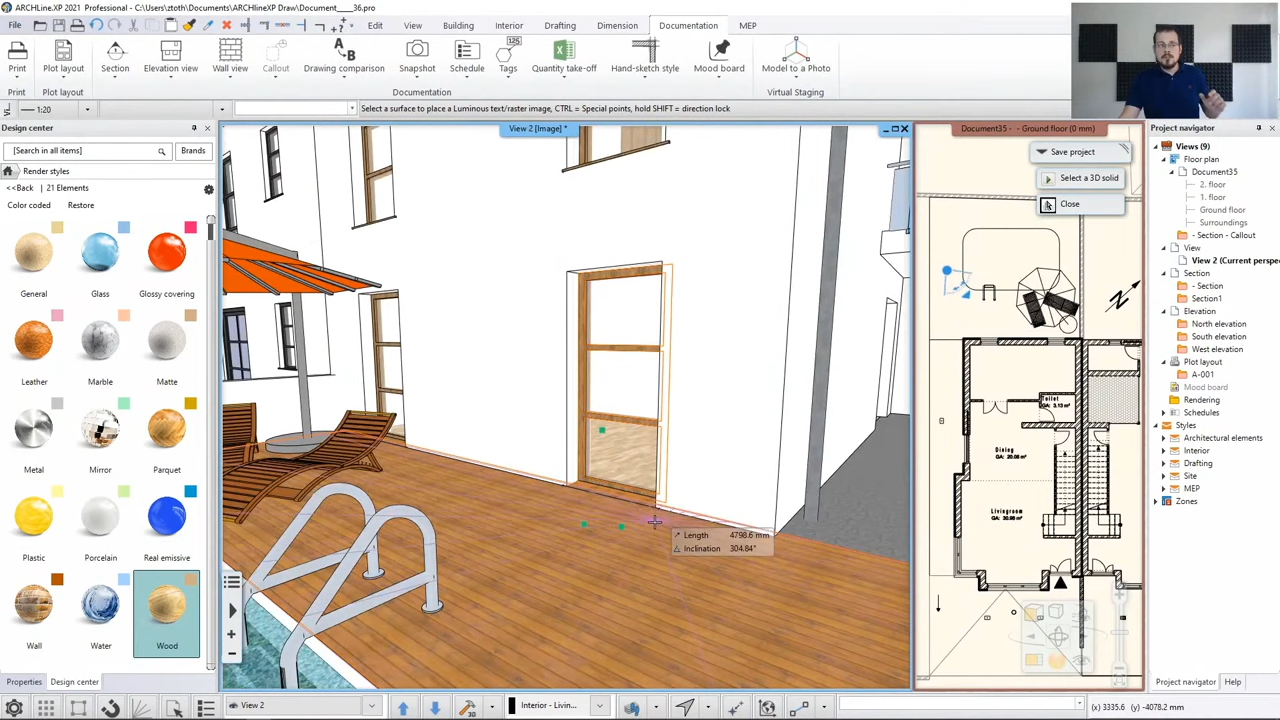 ARCHLine.XP 2021 Professional - C:\Users\ztoth\Documents\ARCHlineXP Draw\Document____36.pro
File Edit View Building Interior Drafting Dimension Documentation MEP
Print Plot layout Section Elevation view Wall view Callout Drawing comparison Snapshot Schedule Tags Quantity take-off Hand-sketch style Mood board Model to a Photo
Print Plot layout Documentation Virtual Staging
1:20
Select a surface to place a Luminous text/raster image, CTRL = Special points, hold SHIFT = direction lock
Design center
[Search in all items] Brands
Render styles
<<Back 21 Elements
Color coded Restore
General Glass Glossy covering
Leather Marble Matte
Metal Mirror Parquet
Plastic Porcelain Real emissive
Wall Water Wood
Properties Design center
View 2 [Image] *
Length 4798.6 mm
Inclination 304.84°
Document35 - - Ground floor (0 mm)
Save project
Select a 3D solid
Close
N
Toilet
GA: 3.13 m²
Dining
Livingroom
Project navigator
Views (9)
Floor plan
Document35
2. floor
1. floor
Ground floor
Surroundings
- Section - Callout
View
View 2 (Current perspe
Section
- Section
Section1
Elevation
North elevation
South elevation
West elevation
Plot layout
A-001
Mood board
Rendering
Schedules
Styles
Architectural elements
Interior
Drafting
Site
MEP
Zones
Project navigator Help
View 2
Interior - Livin...
(x) 3335.6 (y) -4078.2 mm)